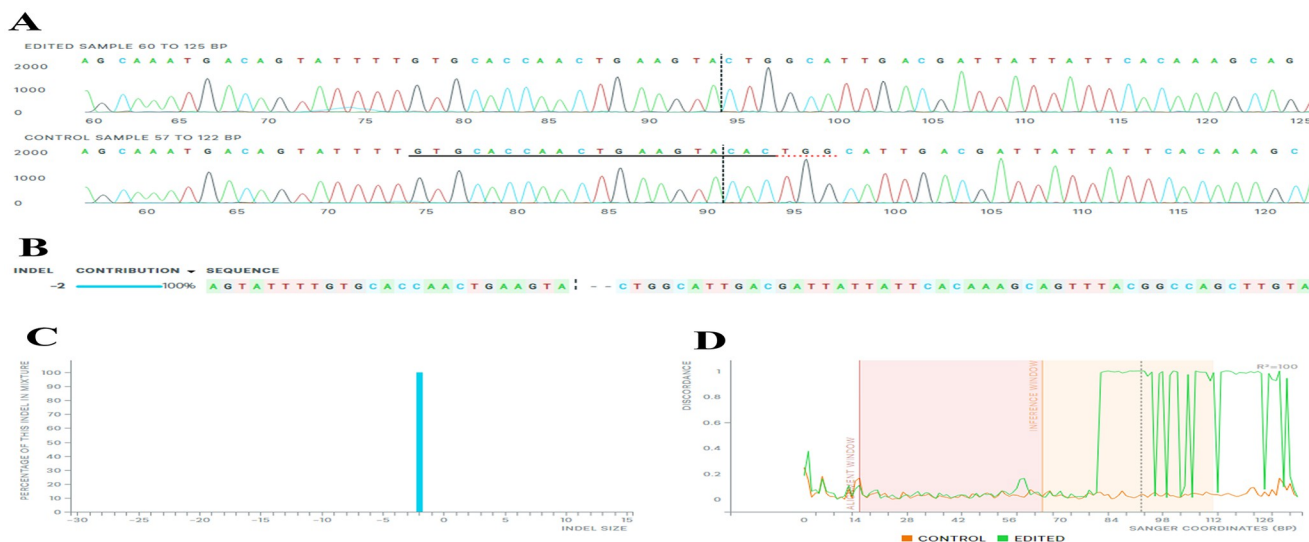 A
EDITED SAMPLE 60 TO 125 BP
A G C A A A T G A C A G T A T T T T G T G C A C C A A C T G A A G T A C T G G C A T T G A C G A T T A T T A T T C A C A A A G C A G
2000
1000
0
60 65 70 75 80 85 90 95 100 105 110 115 120 125
CONTROL SAMPLE 57 TO 122 BP
A G C A A A T G A C A G T A T T T T G T G C A C C A A C T G A A G T A C A C T G G C A T T G A C G A T T A T T A T T C A C A A A G C
2000
1000
0
60 65 70 75 80 85 90 95 100 105 110 115 120
B
INDEL CONTRIBUTION SEQUENCE
-2 100% A G T A T T T T G T G C A C C A A C T G A A G T A - - C T G G C A T T G A C G A T T A T T A T T C A C A A A G C A G T T T A C G G C C A G C T T G T A
C
PERCENTAGE OF THIS INDEL IN MIXTURE
100
90
80
70
60
50
40
30
20
10
0
-30 -20 -10 -5 0 5 10 15
INDEL SIZE
D
DISCORDANCE
1
0.8
0.6
0.4
0.2
0
ALIGNMENT WINDOW
INFERENCE WINDOW
R²=100
0 14 28 42 56 70 84 98 112 126
SANGER COORDINATES (BP)
CONTROL EDITED